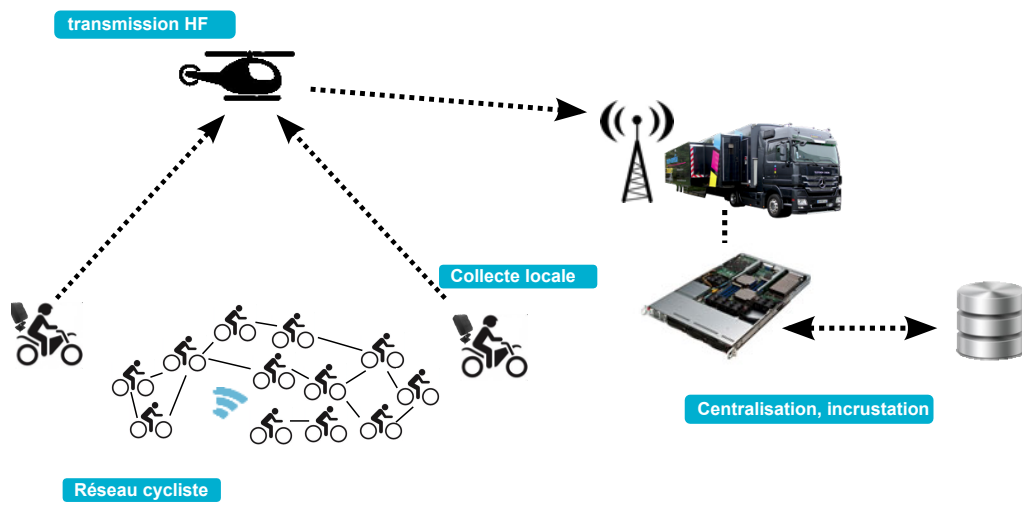 transmission HF
Collecte locale
Centralisation, incrustation
Réseau cycliste